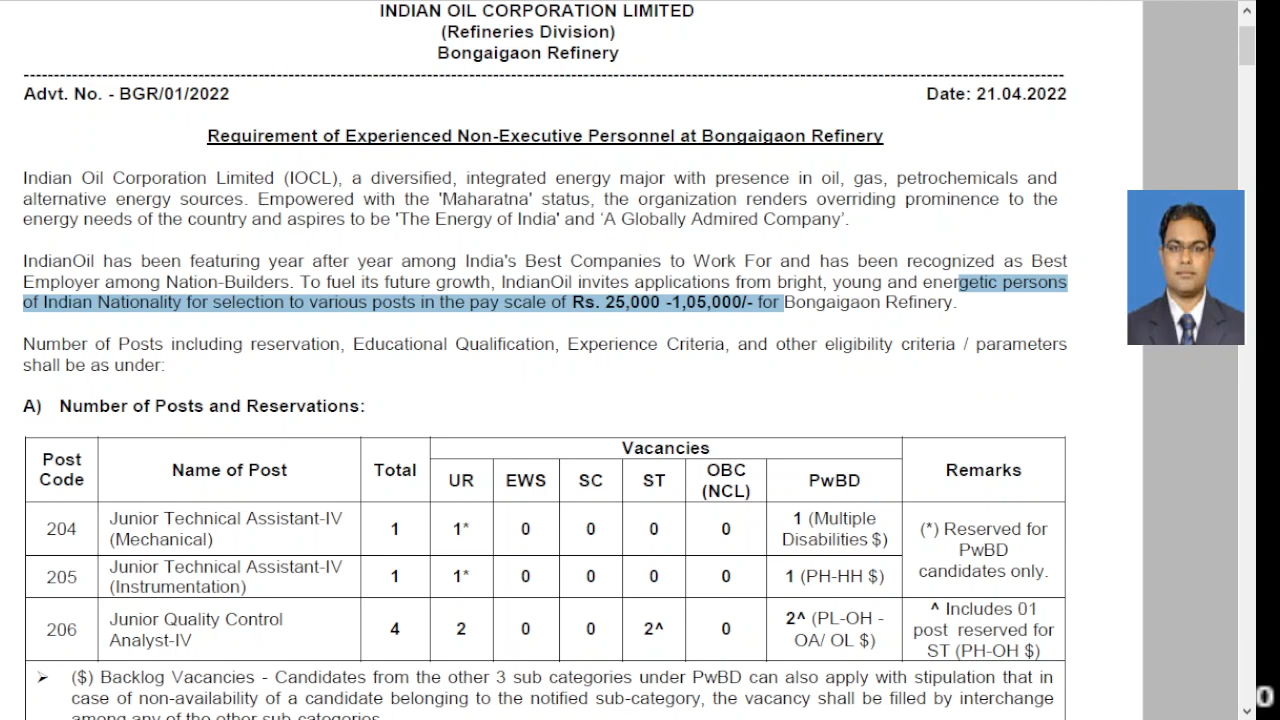 INDIAN OIL CORPORATION LIMITED
(Refineries Division)
Bongaigaon Refinery
Advt. No. - BGR/01/2022 Date: 21.04.2022
Requirement of Experienced Non-Executive Personnel at Bongaigaon Refinery
Indian Oil Corporation Limited (IOCL), a diversified, integrated energy major with presence in oil, gas, petrochemicals and
alternative energy sources. Empowered with the 'Maharatna' status, the organization renders overriding prominence to the
energy needs of the country and aspires to be 'The Energy of India' and ‘A Globally Admired Company’.
IndianOil has been featuring year after year among India's Best Companies to Work For and has been recognized as Best
Employer among Nation-Builders. To fuel its future growth, IndianOil invites applications from bright, young and energetic persons
of Indian Nationality for selection to various posts in the pay scale of Rs. 25,000 -1,05,000/- for Bongaigaon Refinery.
Number of Posts including reservation, Educational Qualification, Experience Criteria, and other eligibility criteria / parameters
shall be as under:
A) Number of Posts and Reservations:
Post Code Name of Post Total Vacancies Remarks
UR EWS SC ST OBC (NCL) PwBD
204 Junior Technical Assistant-IV (Mechanical) 1 1* 0 0 0 0 1 (Multiple Disabilities $) (*) Reserved for PwBD candidates only.
205 Junior Technical Assistant-IV (Instrumentation) 1 1* 0 0 0 0 1 (PH-HH $)
206 Junior Quality Control Analyst-IV 4 2 0 0 2^ 0 2^ (PL-OH - OA/ OL $) ^ Includes 01 post reserved for ST (PH-OH $)
➢ ($) Backlog Vacancies - Candidates from the other 3 sub categories under PwBD can also apply with stipulation that in
case of non-availability of a candidate belonging to the notified sub-category, the vacancy shall be filled by interchange
among any of the other sub-categories.